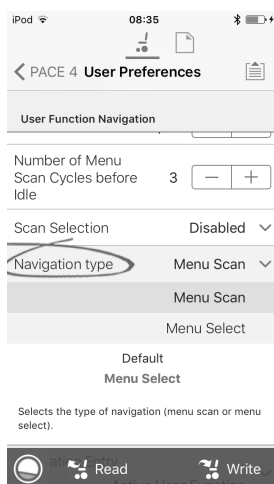 iPod 08:35
PACE 4 User Preferences
User Function Navigation
Number of Menu
Scan Cycles before
Idle
3 − +
Scan Selection Disabled
Navigation type Menu Scan
Menu Scan
Menu Select
Default
Menu Select
Selects the type of navigation (menu scan or menu
select).
Read Write